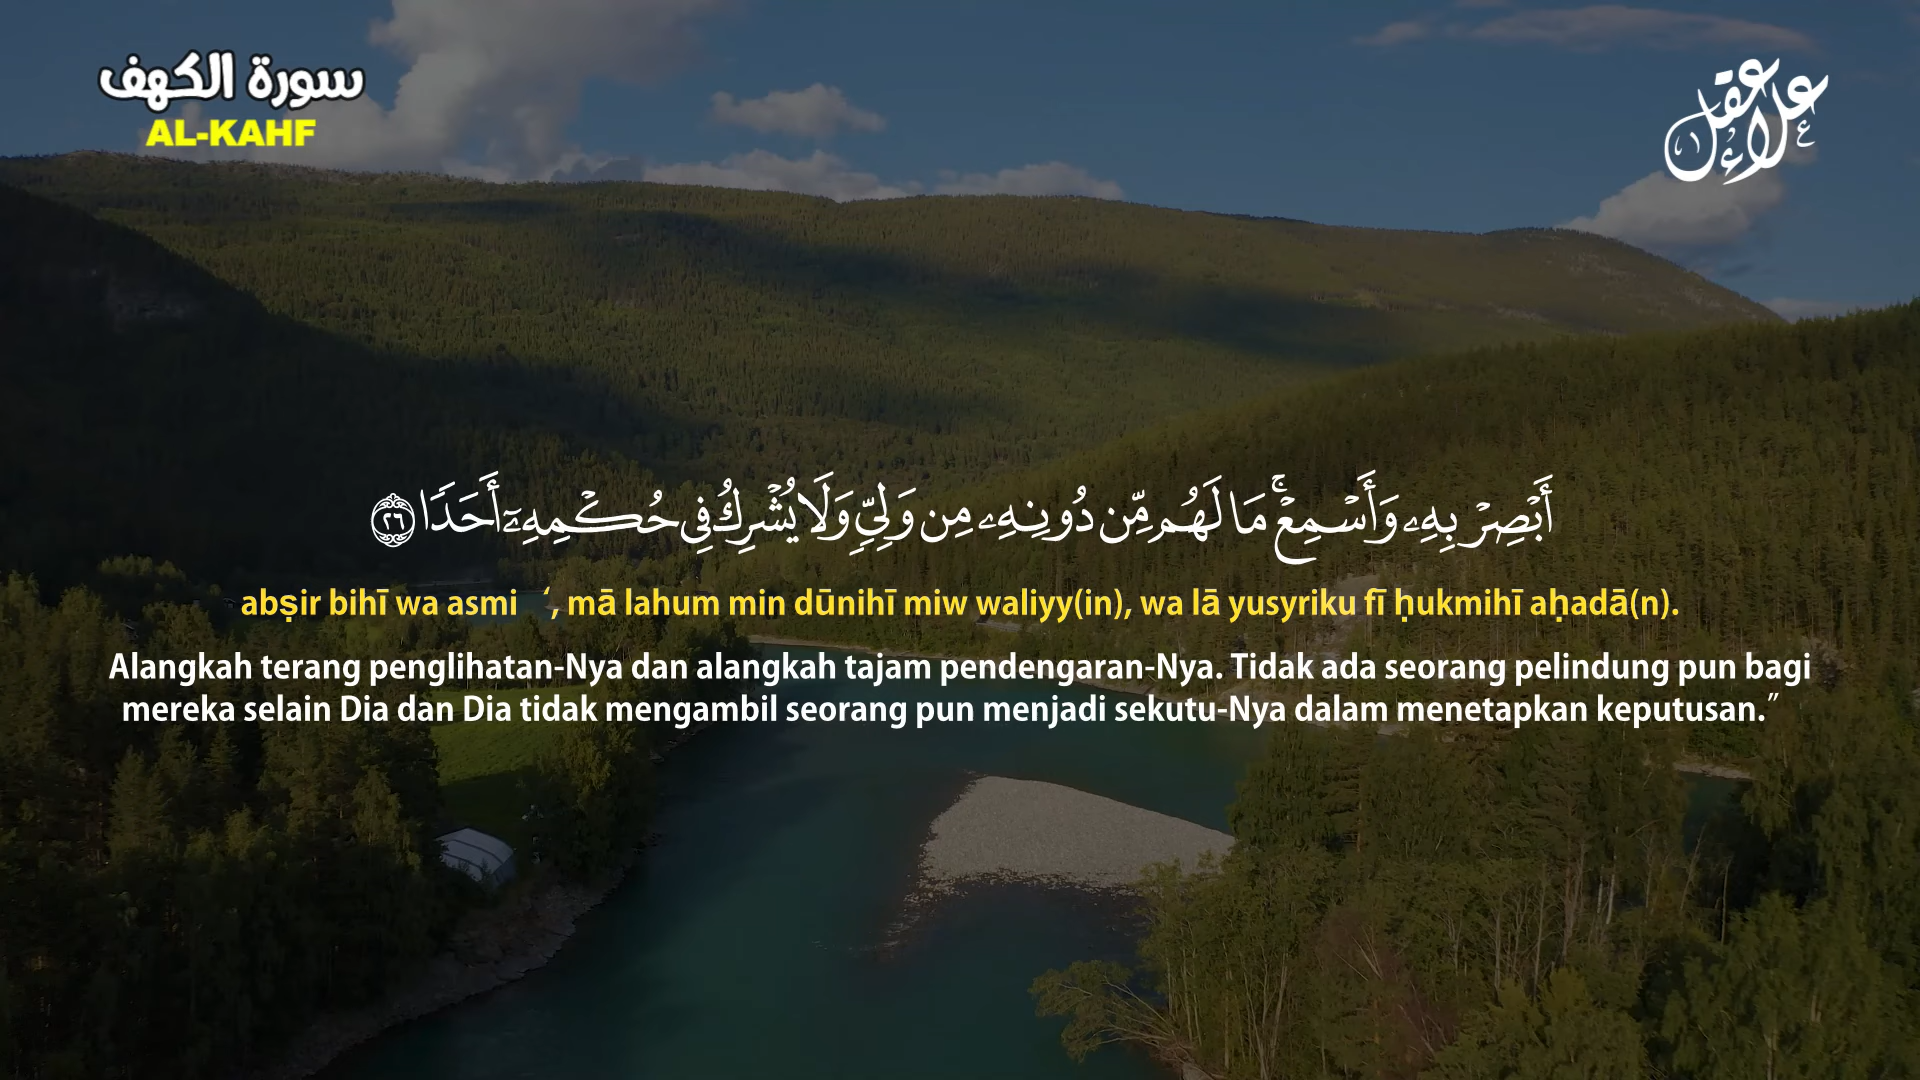 سورة الكهف
AL-KAHF
علاء عقل
أَبْصِرْ بِهِۦ وَأَسْمِعْ ۚ مَا لَهُم مِّن دُونِهِۦ مِن وَلِيٍّ وَلَا يُشْرِكُ فِى حُكْمِهِۦٓ أَحَدًا ٢٦
abṣir bihī wa asmi‘, mā lahum min dūnihī miw waliyy(in), wa lā yusyriku fī ḥukmihī aḥadā(n).
Alangkah terang penglihatan-Nya dan alangkah tajam pendengaran-Nya. Tidak ada seorang pelindung pun bagi
mereka selain Dia dan Dia tidak mengambil seorang pun menjadi sekutu-Nya dalam menetapkan keputusan.”